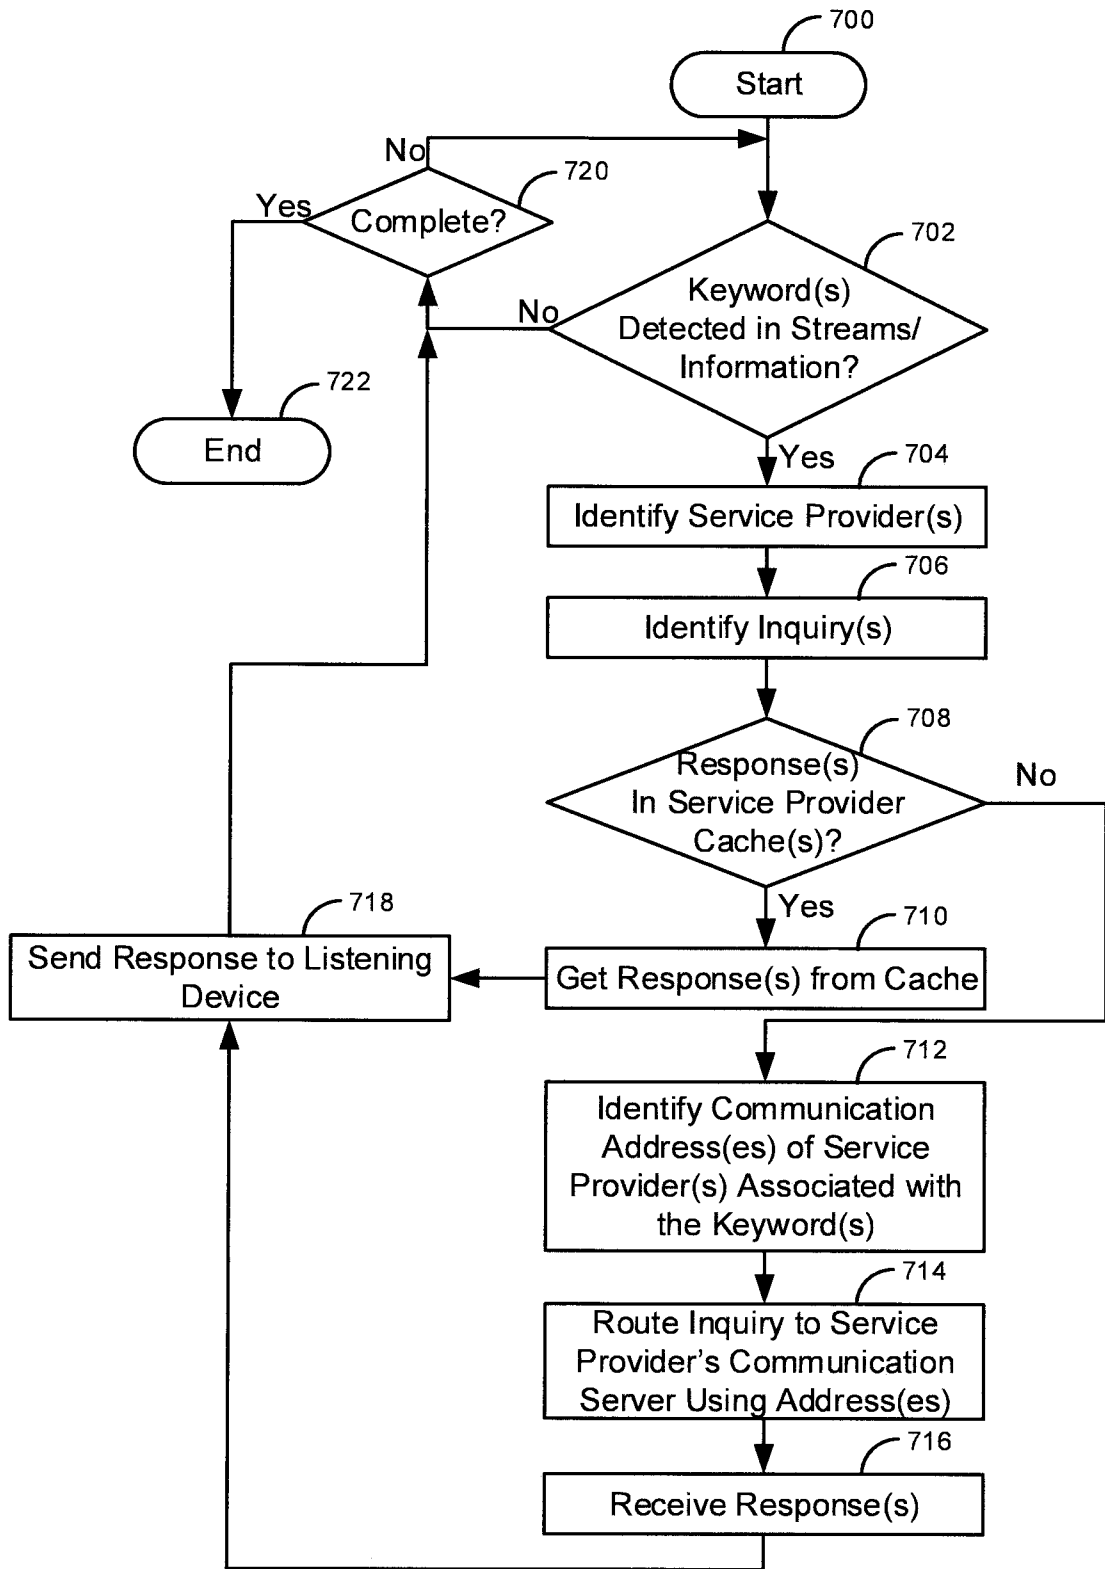 700
Start
No
720
Yes
Complete?
702
Keyword(s)
Detected in Streams/
Information?
No
722
End
Yes
704
Identify Service Provider(s)
706
Identify Inquiry(s)
708
Response(s)
In Service Provider
Cache(s)?
No
Yes
718
Send Response to Listening
Device
710
Get Response(s) from Cache
712
Identify Communication
Address(es) of Service
Provider(s) Associated with
the Keyword(s)
714
Route Inquiry to Service
Provider's Communication
Server Using Address(es)
716
Receive Response(s)